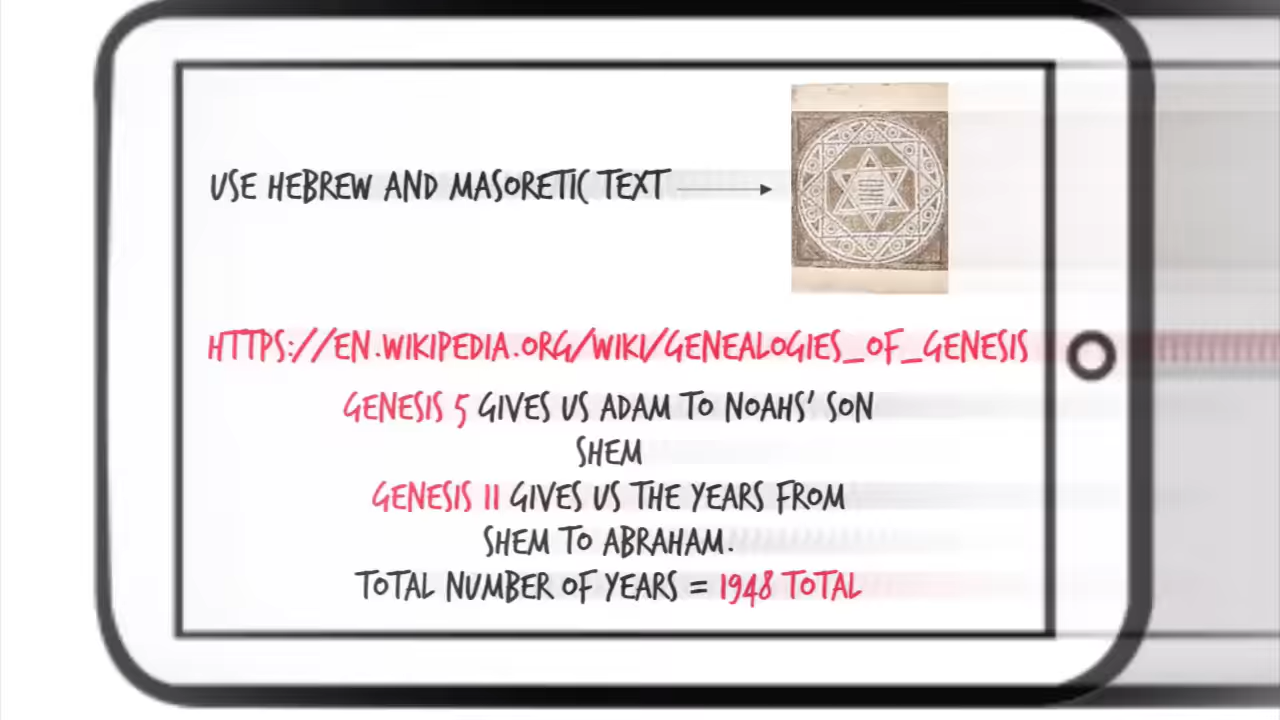 USE HEBREW AND MASORETIC TEXT
HTTPS://EN.WIKIPEDIA.ORG/WIKI/GENEALOGIES_OF_GENESIS
GENESIS 5 GIVES US ADAM TO NOAHS' SON
SHEM
GENESIS 11 GIVES US THE YEARS FROM
SHEM TO ABRAHAM.
TOTAL NUMBER OF YEARS = 1948 TOTAL